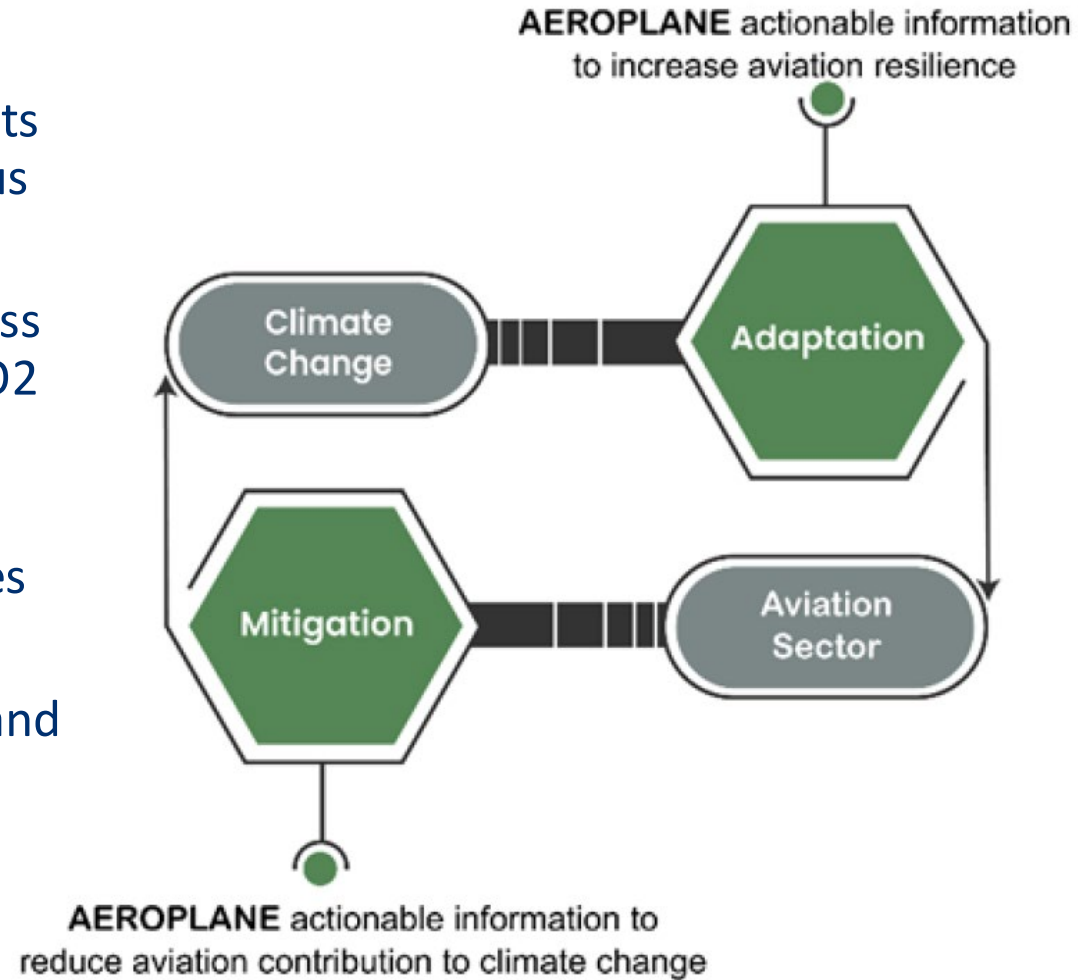 AEROPLANE actionable information
to increase aviation resilience
Climate
Change
Adaptation
Mitigation
Aviation
Sector
AEROPLANE actionable information to
reduce aviation contribution to climate change
and